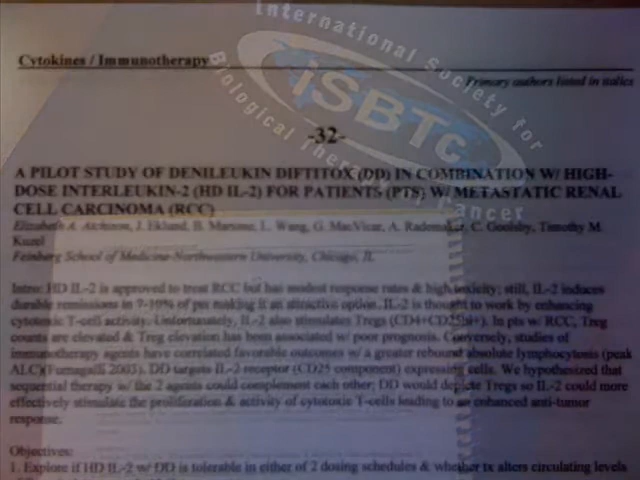 International Society for
Biological Therapy of Cancer
iSBTc
Cytokines / Immunotherapy
Primary authors listed in italics
-32-
A PILOT STUDY OF DENILEUKIN DIFTITOX (DD) IN COMBINATION W/ HIGH-
DOSE INTERLEUKIN-2 (HD IL-2) FOR PATIENTS (PTS) W/ METASTATIC RENAL
CELL CARCINOMA (RCC)
Elizabeth A. J. Eklund, B. L. Wang, G. MacVicar, A. Rademaker, C. Goolsby, Timothy M.
Kuzel
Feinberg School of Medicine-Northwestern University, Chicago, IL
Intro: HD IL-2 is approved to treat RCC but has modest response rates & high toxicity; still, IL-2 induces
durable remissions in 7-10% of pts making it an attractive option. IL-2 is thought to work by enhancing
cytotoxic T-cell activity. Unfortunately, IL-2 also stimulates Tregs (CD4+CD25hi+). In pts w/ RCC, Treg
counts are elevated & Treg elevation has been associated w/ poor prognosis. Conversely, studies of
immunotherapy agents have correlated favorable outcomes w/ a greater rebound absolute lymphocytosis (peak
ALC)(Fumagalli 2003). DD targets IL-2 receptor (CD25 component) expressing cells. We hypothesized that
sequential therapy w/ the 2 agents could complement each other; DD would deplete Tregs so IL-2 could more
effectively stimulate the proliferation & activity of cytotoxic T-cells leading to an enhanced anti-tumor
response.
Objectives:
1. Explore if HD IL-2 w/ DD is tolerable in either of 2 dosing schedules & whether tx alters circulating levels